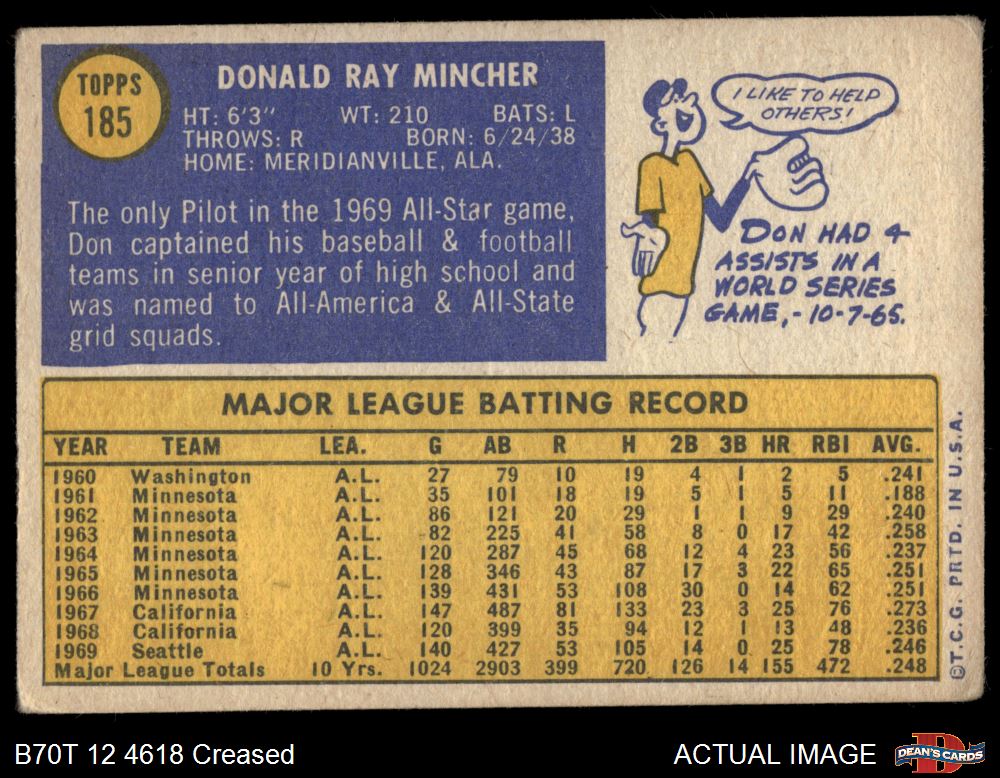 TOPPS
185
DONALD RAY MINCHER
HT: 6'3" WT: 210 BATS: L
THROWS: R BORN: 6/24/38
HOME: MERIDIANVILLE, ALA.
The only Pilot in the 1969 All-Star game,
Don captained his baseball & football
teams in senior year of high school and
was named to All-America & All-State
grid squads.
I LIKE TO HELP
OTHERS!
DON HAD 4
ASSISTS IN A
WORLD SERIES
GAME,- 10-7-65.
MAJOR LEAGUE BATTING RECORD
YEAR TEAM LEA. G AB R H 2B 3B HR RBI AVG.
1960 Washington A.L. 27 79 10 19 4 1 2 5 .241
1961 Minnesota A.L. 35 101 18 19 5 1 5 11 .188
1962 Minnesota A.L. 86 121 20 29 1 1 9 29 .240
1963 Minnesota A.L. 82 225 41 58 8 0 17 42 .258
1964 Minnesota A.L. 120 287 45 68 12 4 23 56 .237
1965 Minnesota A.L. 128 346 43 87 17 3 22 65 .251
1966 Minnesota A.L. 139 431 53 108 30 0 14 62 .251
1967 California A.L. 147 487 81 133 23 3 25 76 .273
1968 California A.L. 120 399 35 94 12 1 13 48 .236
1969 Seattle A.L. 140 427 53 105 14 0 25 78 .246
Major League Totals 10 Yrs. 1024 2903 399 720 126 14 155 472 .248
©T.C.G. PRTD. IN U.S.A.
B70T 12 4618 Creased
ACTUAL IMAGE
DEAN'S CARDS